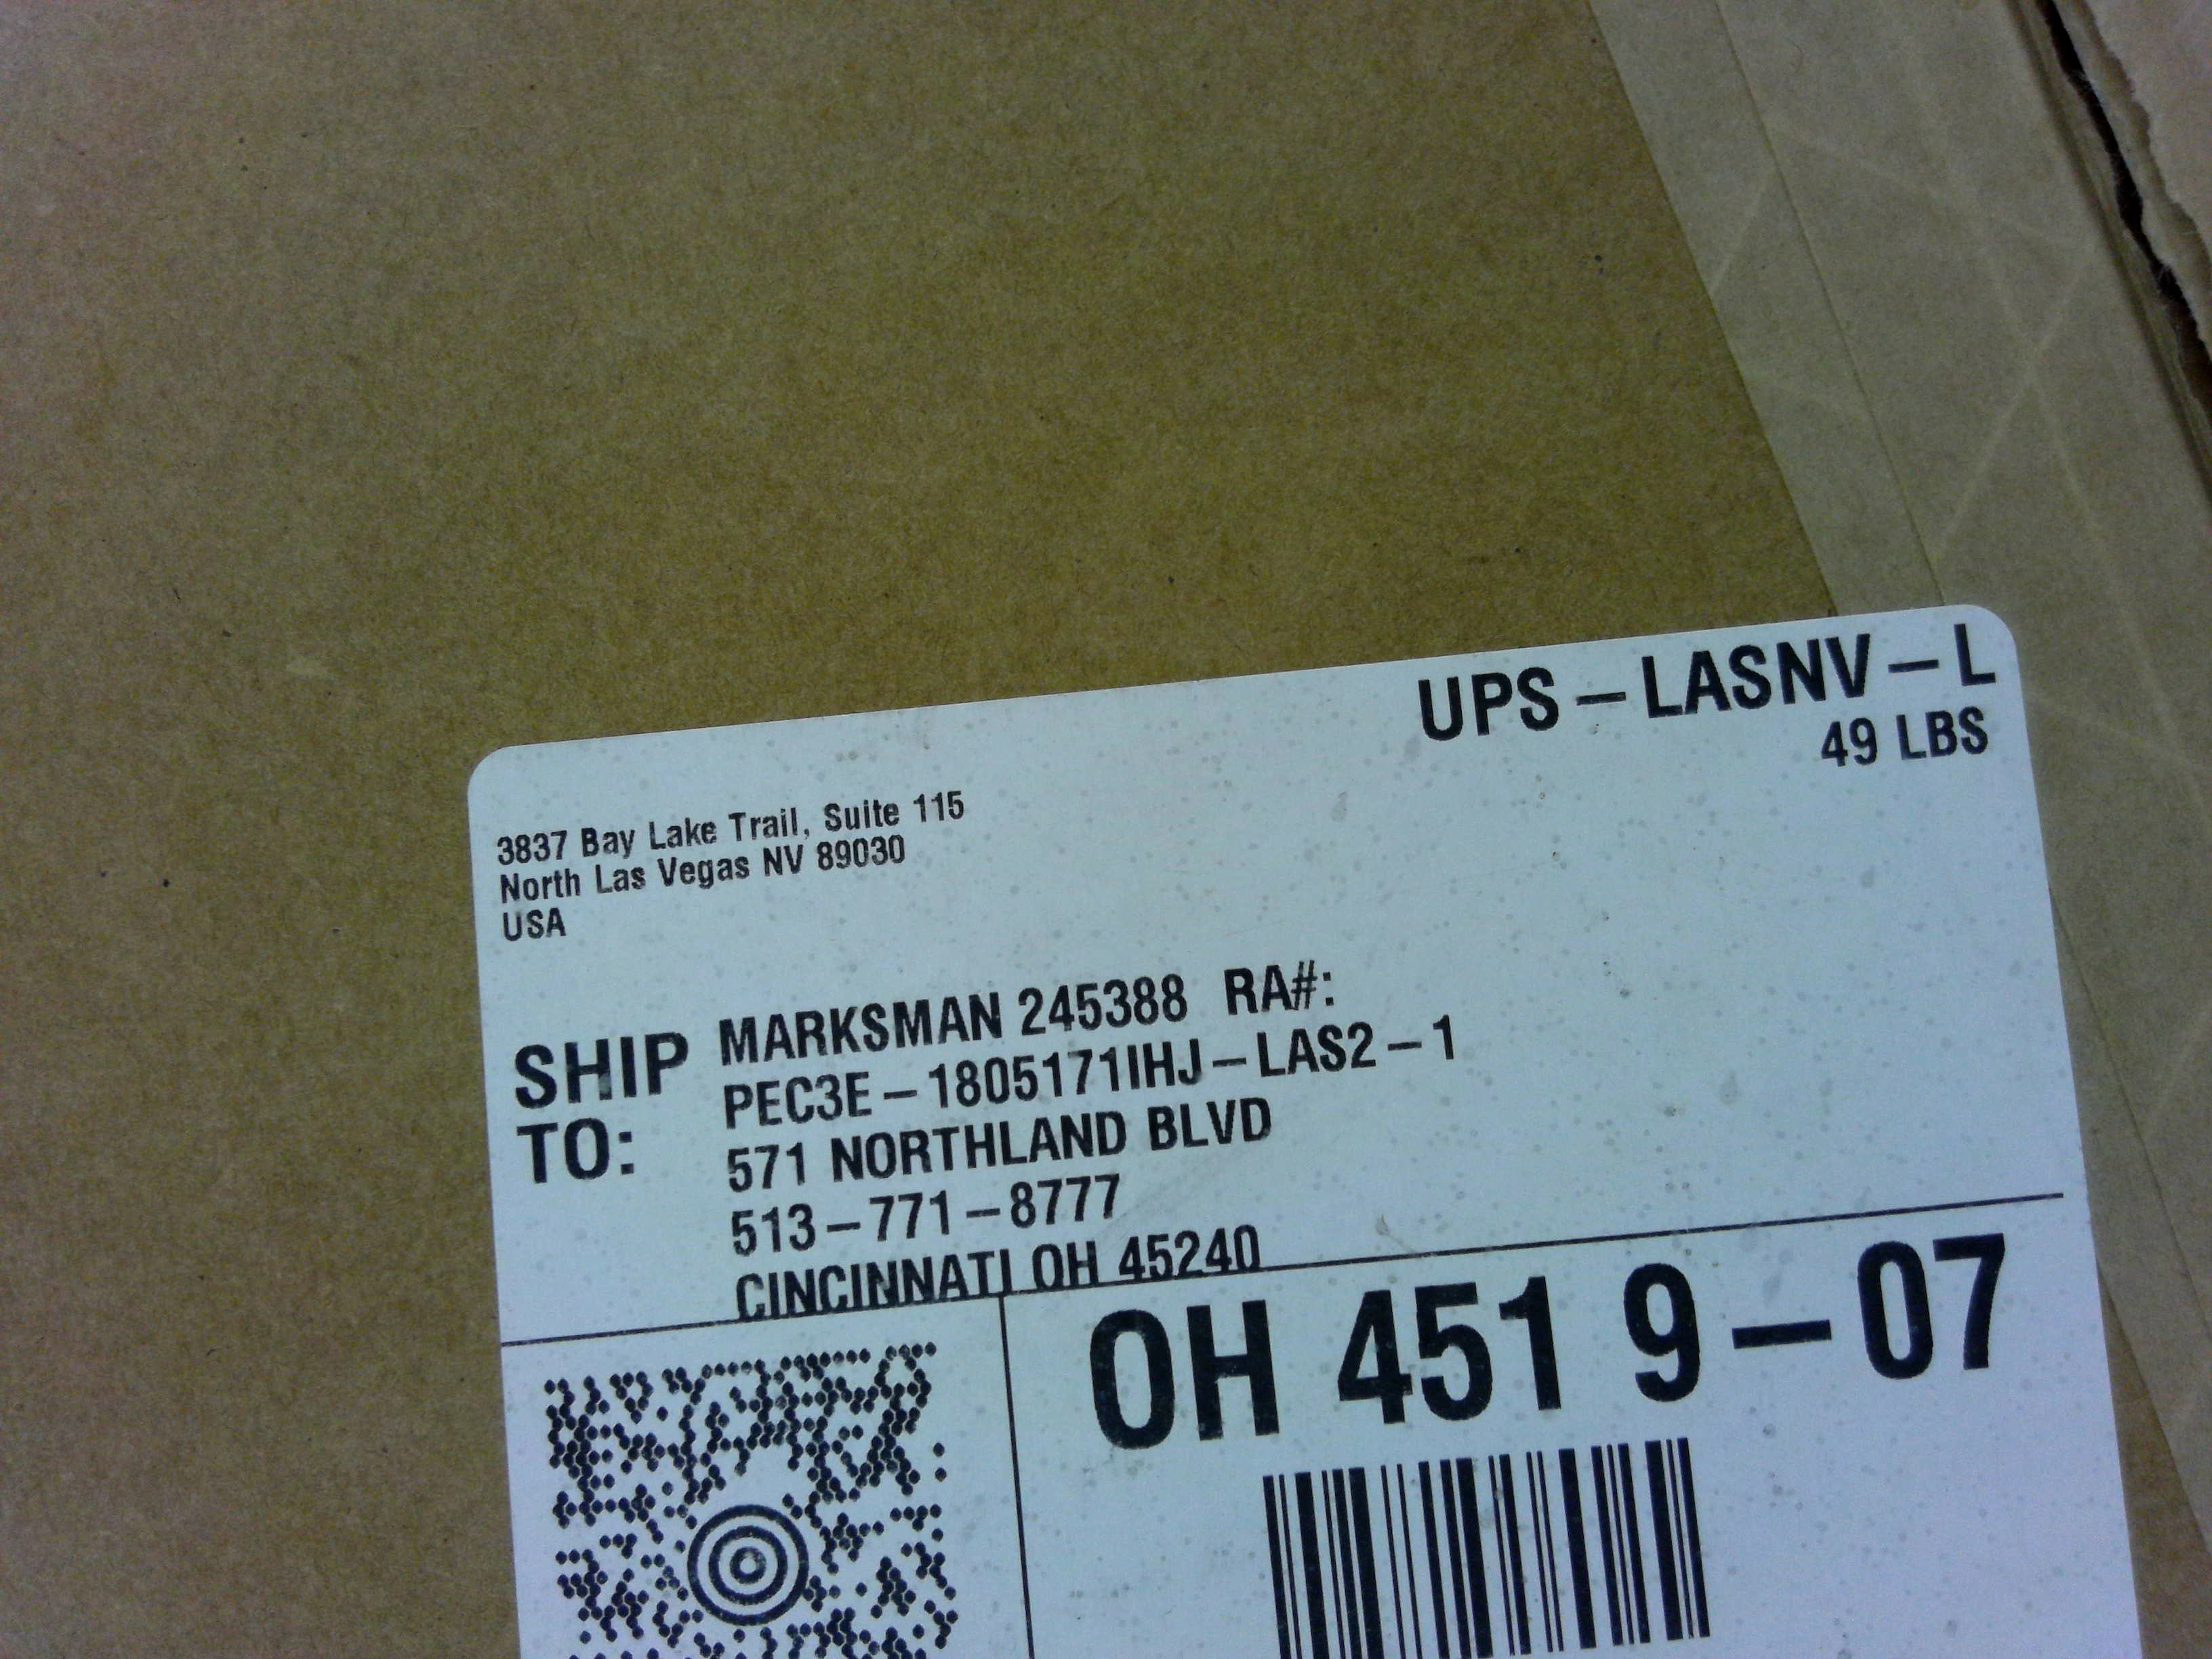 UPS – LASNV – L
49 LBS
3837 Bay Lake Trail, Suite 115
North Las Vegas NV 89030
USA
SHIP TO:
MARKSMAN 245388 RA#:
PEC3E – 1805171IHJ – LAS2 – 1
571 NORTHLAND BLVD
513 – 771 – 8777
CINCINNATI OH 45240
OH 451 9 – 07